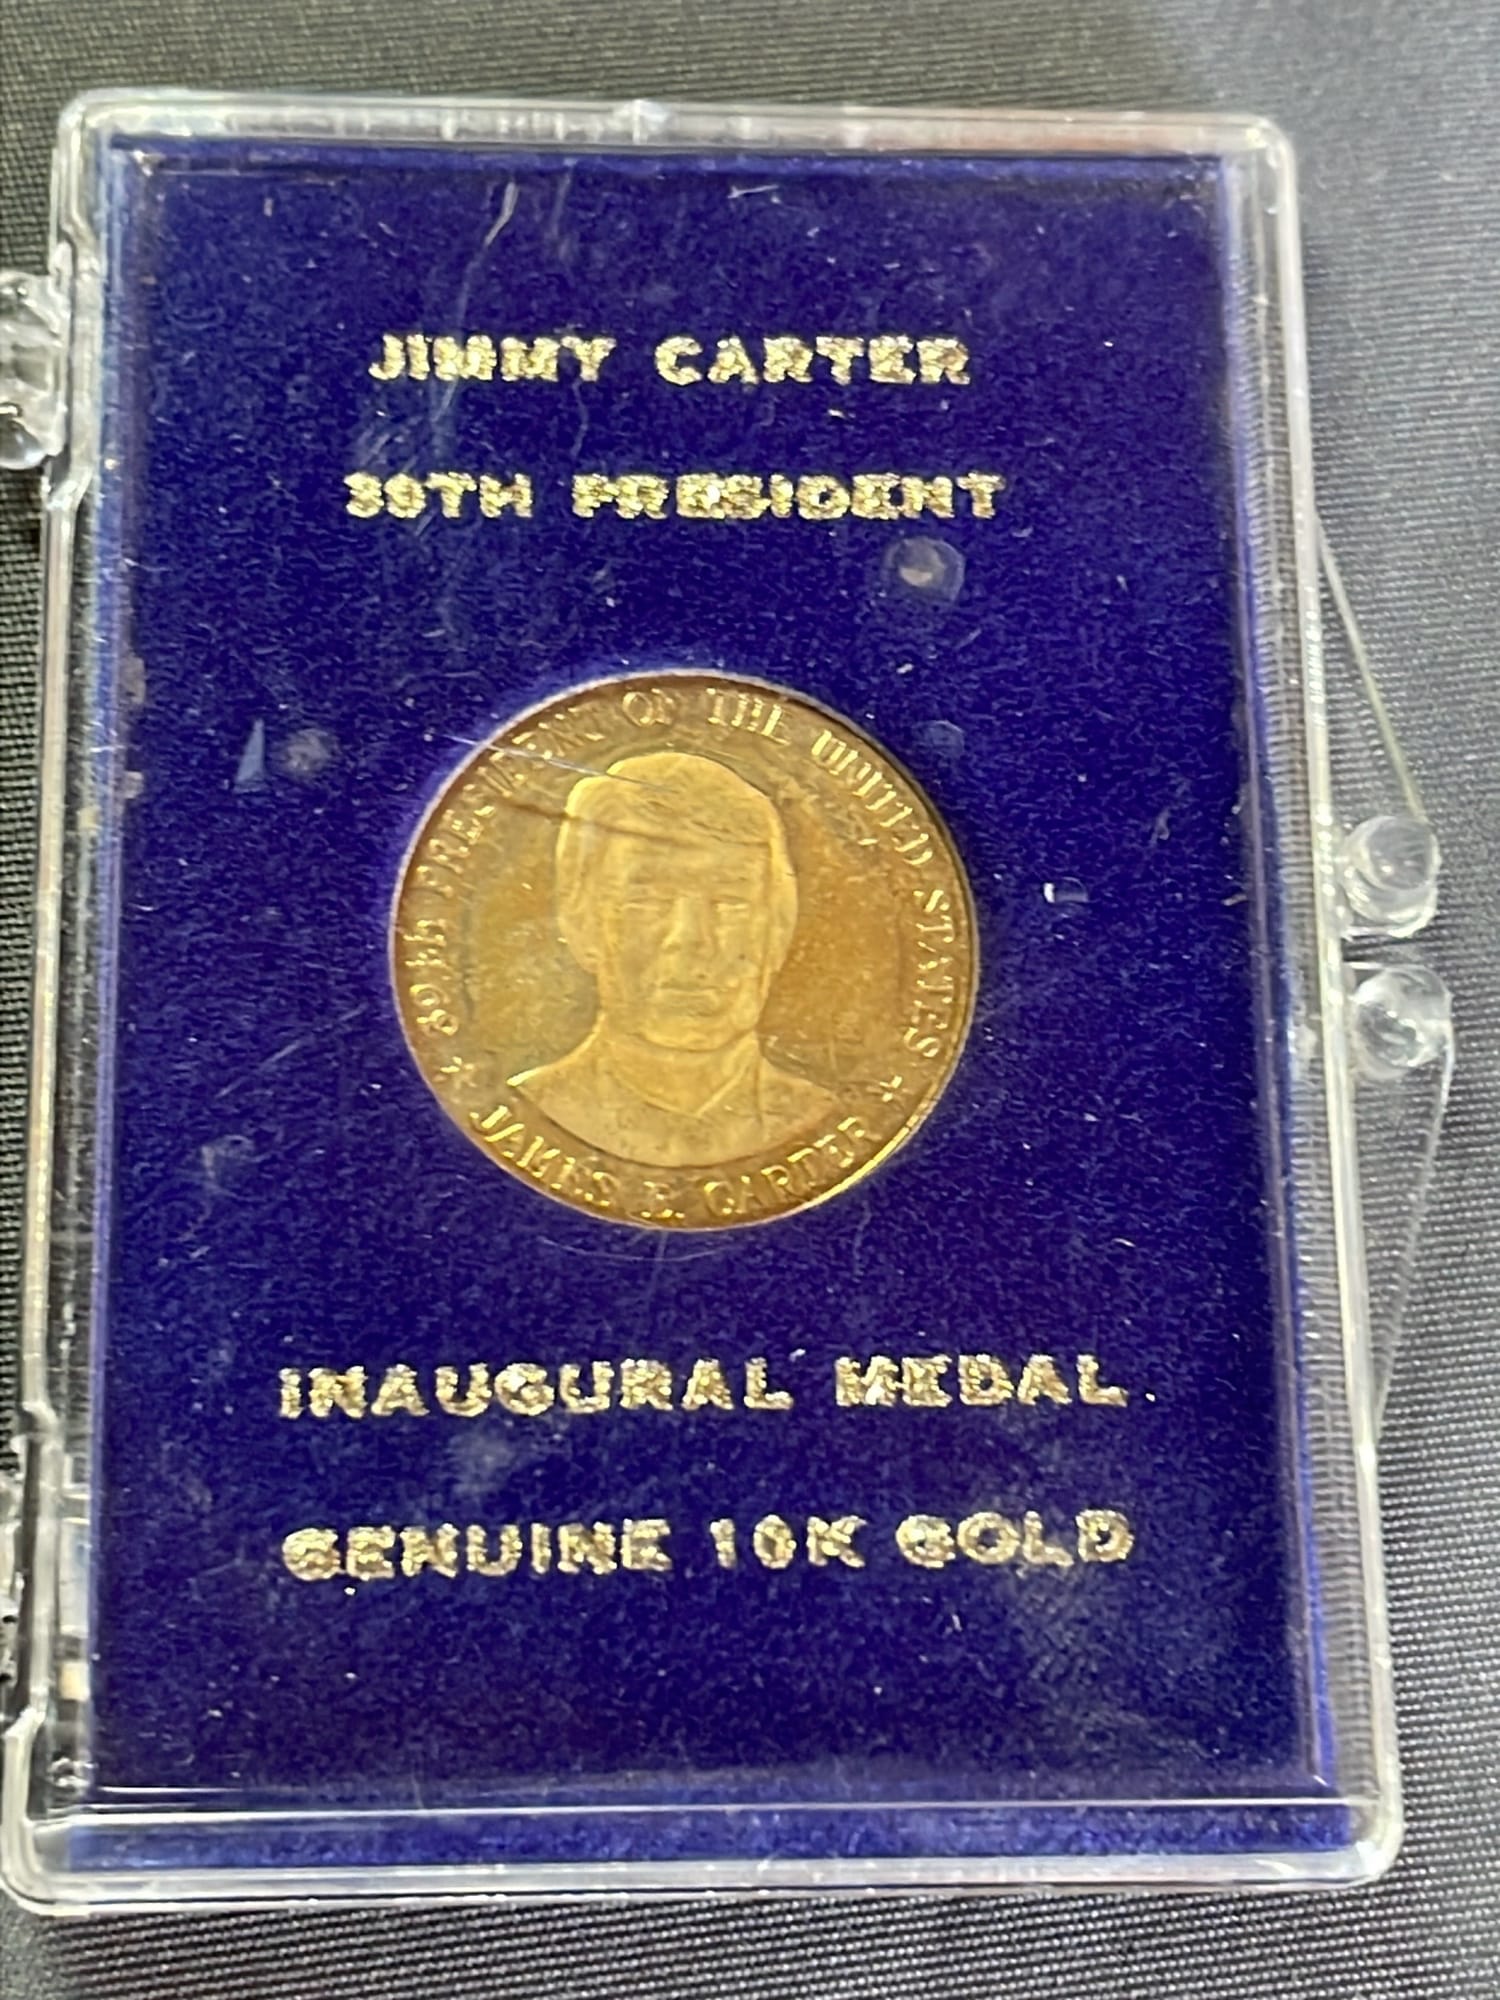 JIMMY CARTER
39TH PRESIDENT
39th PRESIDENT OF THE UNITED STATES
JAMES E. CARTER
INAUGURAL MEDAL
GENUINE 10K GOLD